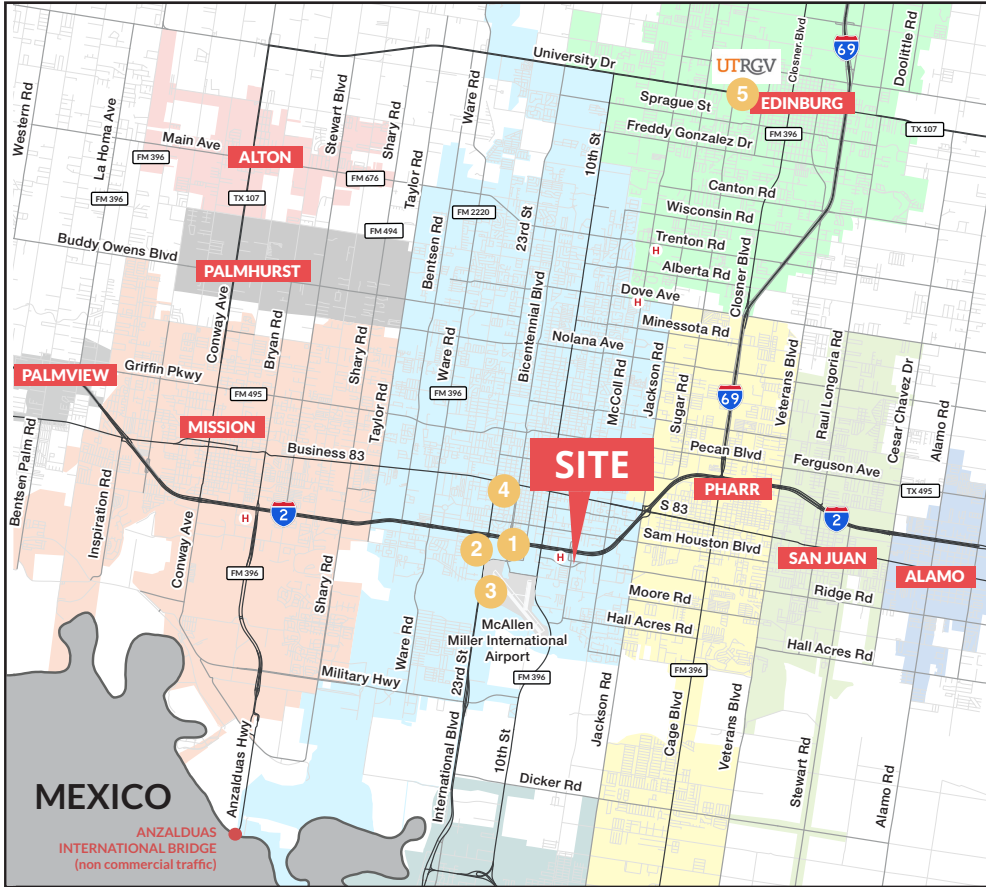 University Dr
69
Doolittle Rd
Closner Blvd
UTRGV
5
EDINBURG
Sprague St
FM 396
Freddy Gonzalez Dr
TX 107
Western Rd
La Homa Ave
Stewart Blvd
Shary Rd
Ware Rd
10th St
Main Ave
FM 396
ALTON
FM 676
Taylor Rd
FM 396
TX 107
FM 2220
FM 494
Canton Rd
Wisconsin Rd
Trenton Rd
H
Alberta Rd
Buddy Owens Blvd
PALMHURST
Bentsen Rd
23rd St
Dove Ave
H
Closner Blvd
Minessota Rd
Conway Ave
Bryan Rd
Shary Rd
Ware Rd
Bicentennial Blvd
Nolana Ave
McColl Rd
Jackson Rd
Sugar Rd
Veterans Blvd
Raul Longoria Rd
Cesar Chavez Dr
Alamo Rd
PALMVIEW
Griffin Pkwy
FM 495
FM 396
69
Taylor Rd
MISSION
Business 83
SITE
Pecan Blvd
Ferguson Ave
Bentsen Palm Rd
Inspiration Rd
4
PHARR
TX 495
S 83
H
2
2
Conway Ave
1
2
H
Sam Houston Blvd
SAN JUAN
ALAMO
FM 396
Shary Rd
3
Moore Rd
Ridge Rd
McAllen
Miller International
Airport
Hall Acres Rd
Hall Acres Rd
Ware Rd
23rd St
Military Hwy
FM 396
FM 396
Jackson Rd
Cage Blvd
Veterans Blvd
Anzalduas Hwy
International Blvd
10th St
Dicker Rd
Stewart Rd
Alamo Rd
MEXICO
ANZALDUAS
INTERNATIONAL BRIDGE
(non commercial traffic)